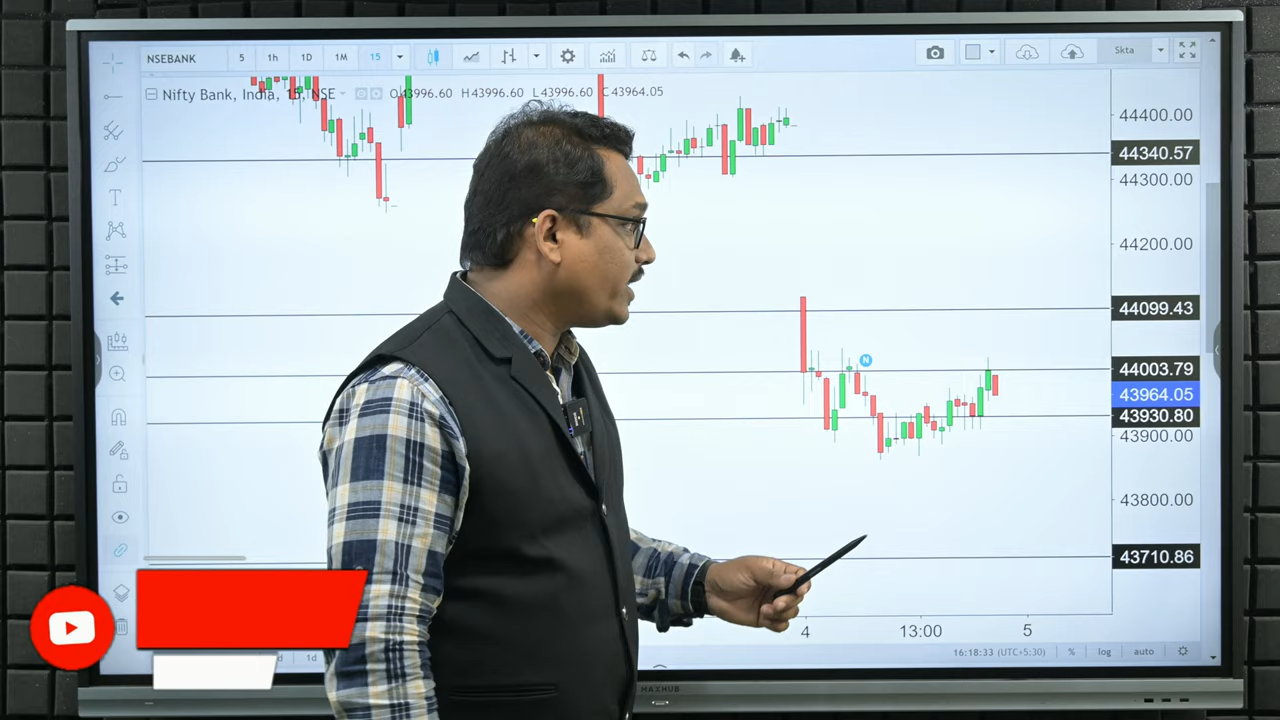 NSEBANK 5 1h 1D 1M 15 Skta
Nifty Bank, India, 15, NSE O43996.60 H43996.60 L43996.60 C43964.05
44400.00
44340.57
44300.00
44200.00
44099.43
N
44003.79
43964.05
43930.80
43900.00
43800.00
43710.86
4 13:00 5
1d 16:18:33 (UTC+5:30) % log auto
MAXHUB